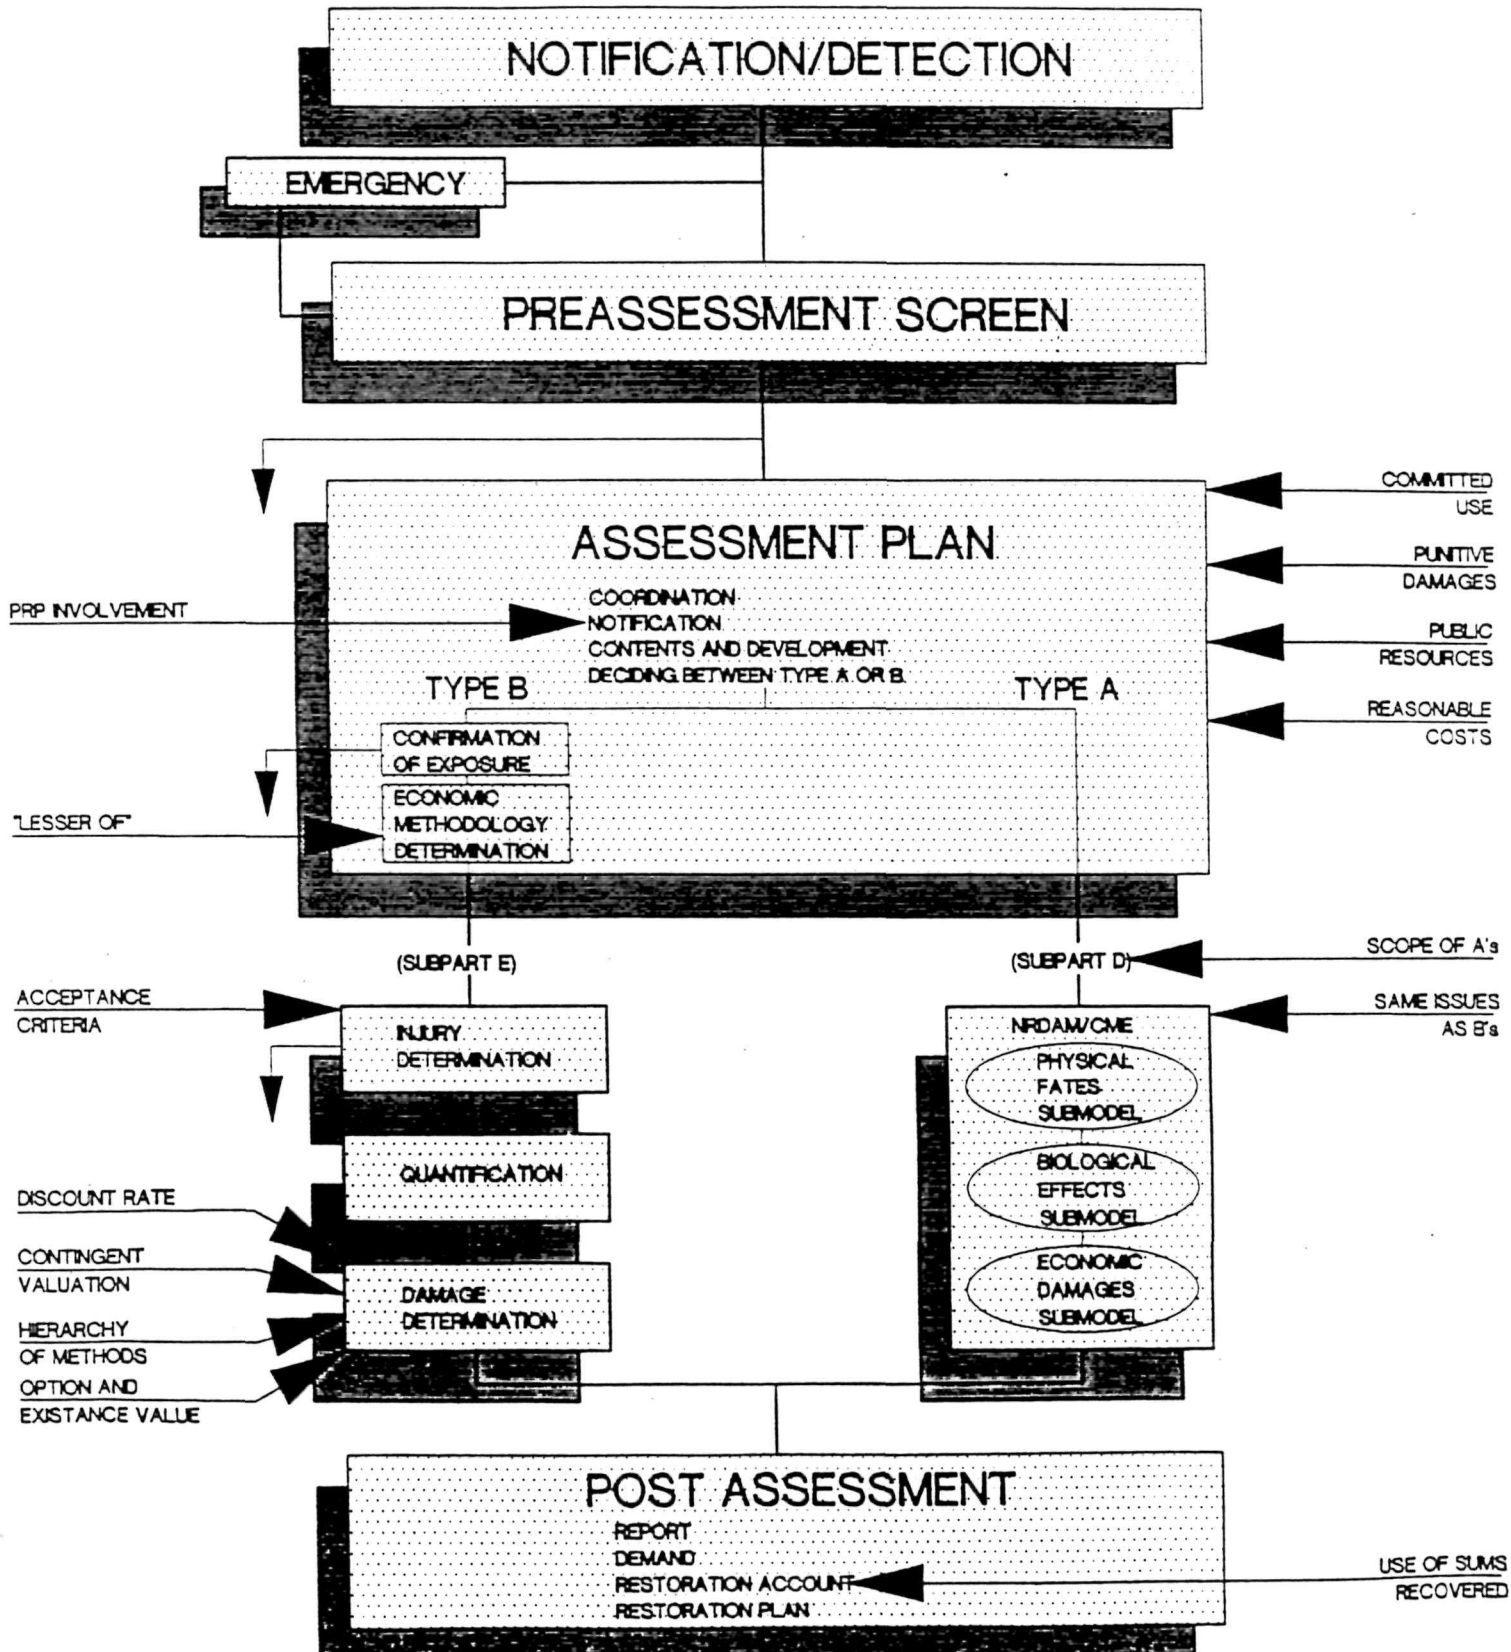 NOTIFICATION/DETECTION
EMERGENCY
PREASSESSMENT SCREEN
ASSESSMENT PLAN
COORDINATION
NOTIFICATION
CONTENTS AND DEVELOPMENT
DECIDING BETWEEN TYPE A OR B
PRP INVOLVEMENT
COMMITTED
USE
PUNITIVE
DAMAGES
PUBLIC
RESOURCES
REASONABLE
COSTS
TYPE B
TYPE A
CONFIRMATION
OF EXPOSURE
ECONOMIC
METHODOLOGY
DETERMINATION
"LESSER OF"
(SUBPART E)
(SUBPART D)
SCOPE OF A's
SAME ISSUES
AS B's
ACCEPTANCE
CRITERIA
INJURY
DETERMINATION
QUANTIFICATION
DAMAGE
DETERMINATION
DISCOUNT RATE
CONTINGENT
VALUATION
HIERARCHY
OF METHODS
OPTION AND
EXISTANCE VALUE
NRDAM/CME
PHYSICAL
FATES
SUBMODEL
BIOLOGICAL
EFFECTS
SUBMODEL
ECONOMIC
DAMAGES
SUBMODEL
POST ASSESSMENT
REPORT
DEMAND
RESTORATION ACCOUNT
RESTORATION PLAN
USE OF SUMS
RECOVERED